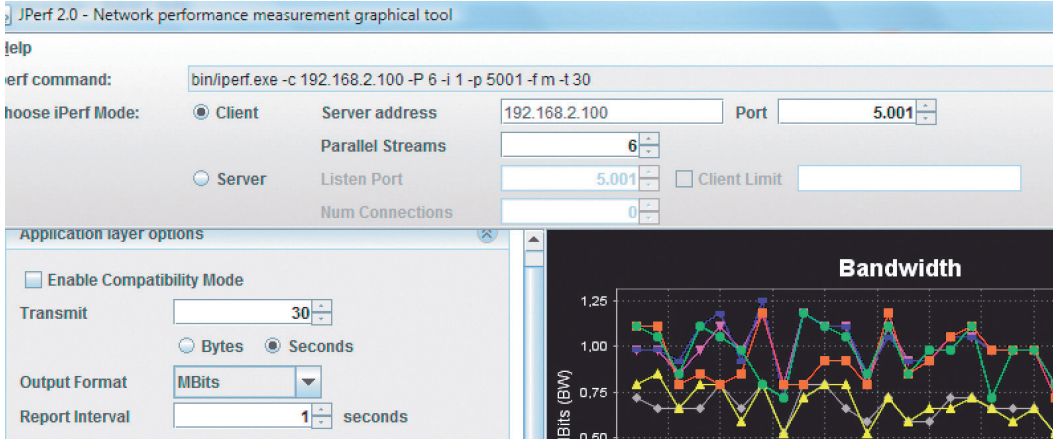 JPerf 2.0 - Network performance measurement graphical tool
Help
perf command: bin/iperf.exe -c 192.168.2.100 -P 6 -i 1 -p 5001 -f m -t 30
hoose iPerf Mode: Client Server address 192.168.2.100 Port 5.001
Parallel Streams 6
Server Listen Port 5.001 Client Limit
Num Connections 0
Application layer options
Enable Compatibility Mode
Transmit 30
Bytes Seconds
Output Format MBits
Report Interval 1 seconds
Bandwidth
1,25
1,00
0,75
0,50
MBits (BW)